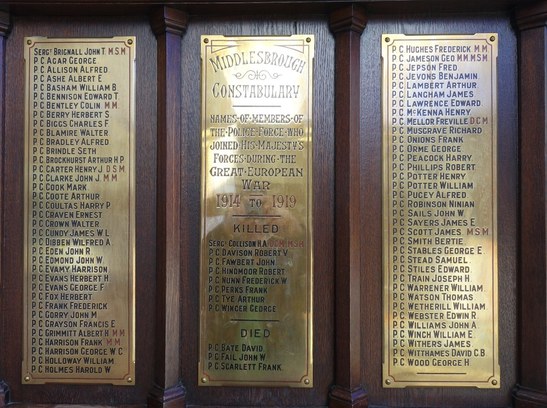 Sergt Brignall John T. M.S.M.
P.C. Agar George
P.C. Allison Alfred
P.C. Ashe Albert E
P.C. Basham William B
P.C. Bennison Edward T
P.C. Bentley Colin M.M
P.C. Berry Herbert S
P.C. Biggs Charles F
P.C. Blamire Walter
P.C. Bradley Alfred
P.C. Brindle Seth
P.C. Brockhurst Arthur H P
P.C. Carter Henry J. D S M
P.C. Clarke John J. M M
P.C. Cook Mark
P.C. Coote Arthur
P.C. Coultas Harry P
P.C. Craven Ernest
P.C. Crown Walter
P.C. Cundy James W L
P.C. Dibben Wilfred A
P.C. Eden John R
P.C. Edmond John W
P.C. Evamy Harrison
P.C. Evans Herbert H
P.C. Evans George F
P.C. Fox Herbert
P.C. Frank Frederick
P.C. Gorry John M
P.C. Grayson Francis E
P.C. Grimmitt Albert H. M M
P.C. Harrison Frank M M
P.C. Harrison George W C
P.C. Holloway William
P.C. Holmes Harold W
Middlesbrough
Constabulary
Names of Members of
the Police Force who
joined His Majesty's
Forces during the
Great European
War
1914 to 1919
Killed
Sergt Collison H.A. D.C.M. M.S.M.
P C Davison Robert V
P C Fawbert John
P C Hindmoor Robert
P C Nunn Frederick W
P C Perks Frank
P C Tye Arthur
P C Winger George
Died
P.C. Bate David
P.C. Fail John W
P.C. Scarlett Frank
P.C. Hughes Frederick M.M.
P.C. Jameson Geo M M, M S M
P.C. Jepson Fred
P.C. Jevons Benjamin
P.C. Lambert Arthur
P.C. Langham James
P.C. Lawrence Edward
P.C. McKenna Henry
P.C. Mellor Freville D C M
P.C. Musgrave Richard
P.C. Onions Frank
P.C. Orme George
P.C. Peacock Harry
P.C. Phillips Robert
P.C. Potter Henry
P.C. Potter William
P.C. Pucey Alfred
P.C. Robinson Ninian
P.C. Sails John W
P.C. Sayers James E
P.C. Scott James M.S.M
P.C. Smith Bertie
P.C. Stables George E
P.C. Stead Samuel
P.C. Stiles Edward
P.C. Train Joseph H
P.C. Warrener William
P.C. Watson Thomas
P.C. Wetherill William
P.C. Webster Edwin R
P.C. Williams John A
P.C. Winch William E
P.C. Withers James
P.C. Witthames David C.B
P.C. Wood George H